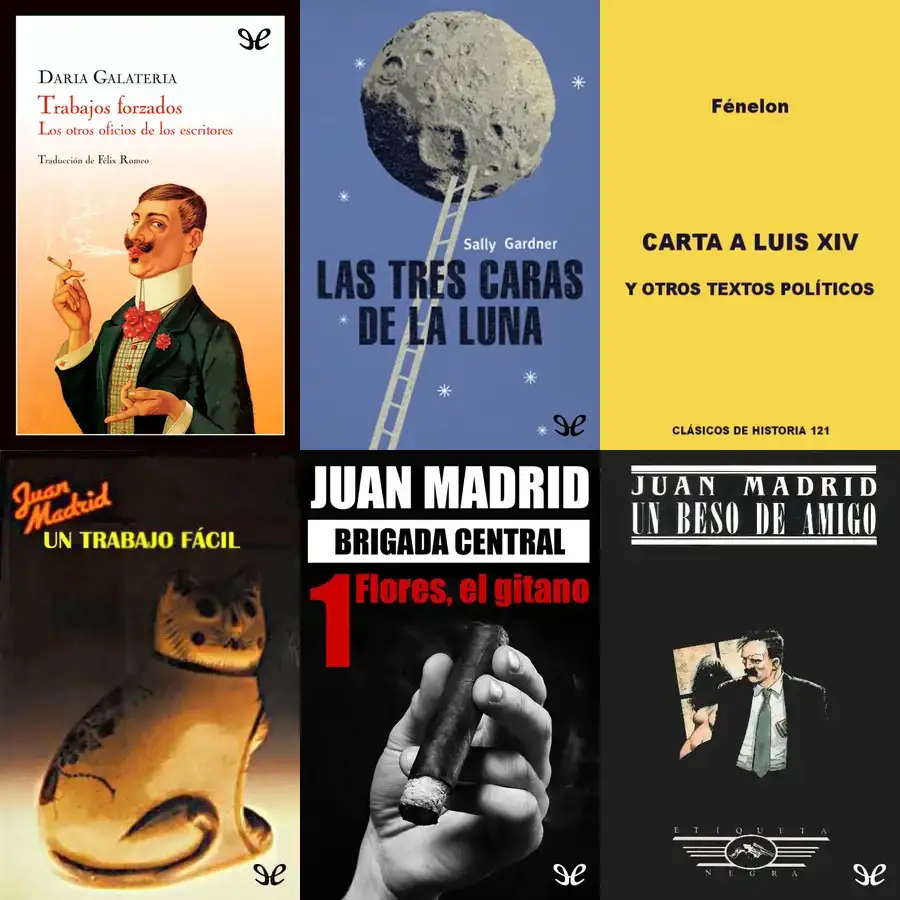 DARIA GALATERIA
Trabajos forzados
Los otros oficios de los escritores
Traducción de Félix Romeo
Sally Gardner
LAS TRES CARAS
DE LA LUNA
Fénelon
CARTA A LUIS XIV
Y OTROS TEXTOS POLÍTICOS
CLÁSICOS DE HISTORIA 121
Juan
Madrid
UN TRABAJO FÁCIL
JUAN MADRID
BRIGADA CENTRAL
1 Flores, el gitano
JUAN MADRID
UN BESO DE AMIGO
ETIQUETA
NEGRA